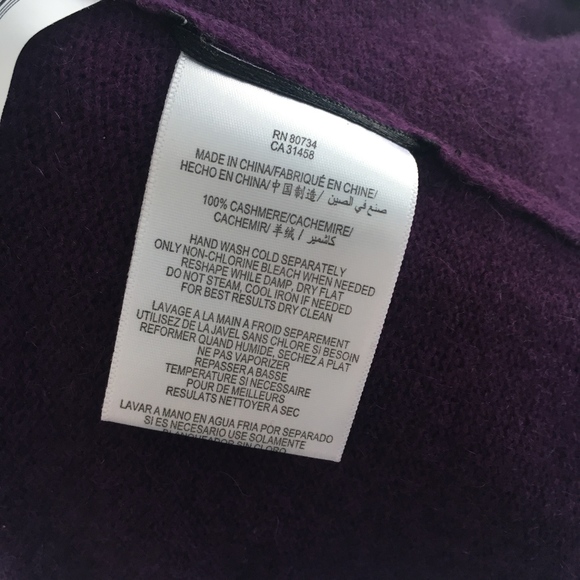 RN 80734
CA 31458
MADE IN CHINA/FABRIQUÉ EN CHINE/
HECHO EN CHINA/中国制造/ صنع في الصين
100% CASHMERE/CACHEMIRE/
CACHEMIR/羊绒/ كاشمير
HAND WASH COLD SEPARATELY
ONLY NON-CHLORINE BLEACH WHEN NEEDED
RESHAPE WHILE DAMP, DRY FLAT
DO NOT STEAM, COOL IRON IF NEEDED
FOR BEST RESULTS DRY CLEAN
LAVAGE A LA MAIN A FROID SEPAREMENT
UTILISEZ DE LA JAVEL SANS CHLORE SI BESOIN
REFORMER QUAND HUMIDE, SECHEZ A PLAT
NE PAS VAPORIZER
REPASSER A BASSE
TEMPERATURE SI NECESSAIRE
POUR DE MEILLEURS
RESULATS NETTOYER A SEC
LAVAR A MANO EN AGUA FRIA POR SEPARADO
SI ES NECESARIO USE SOLAMENTE
BLANQUEADOR SIN CLORO